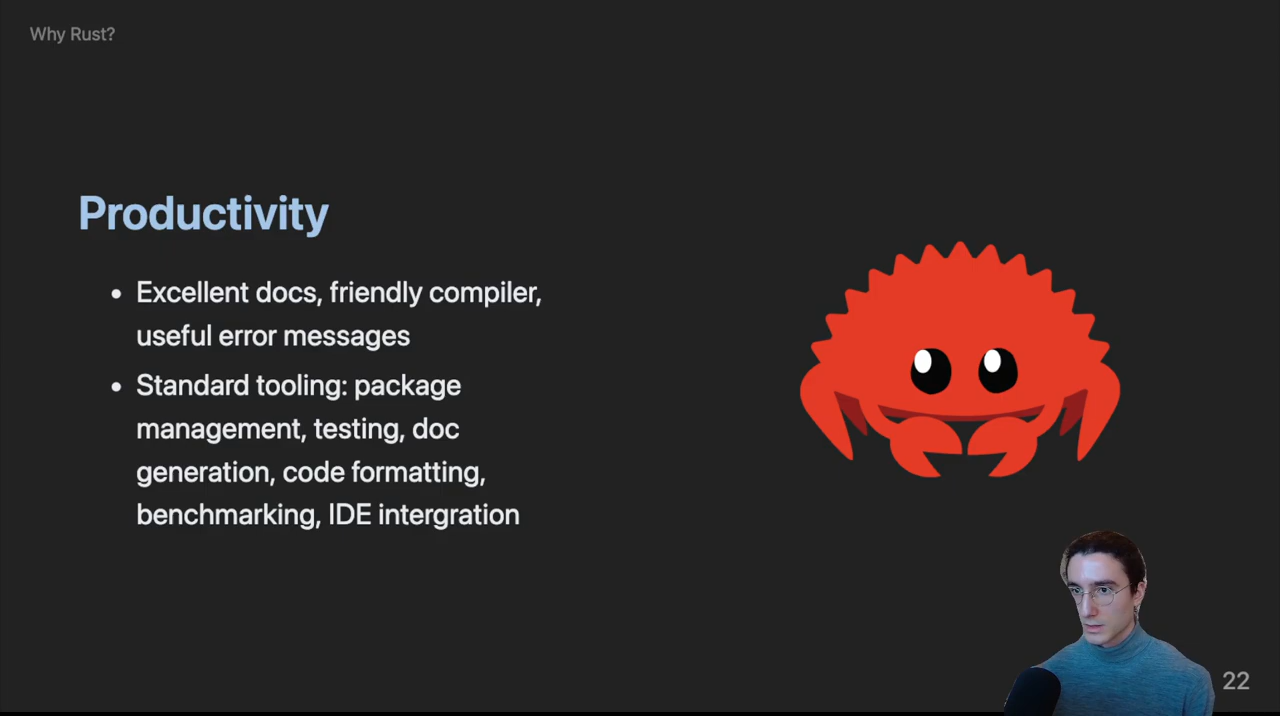 Why Rust?
Productivity
• Excellent docs, friendly compiler,
useful error messages
• Standard tooling: package
management, testing, doc
generation, code formatting,
benchmarking, IDE intergration
22